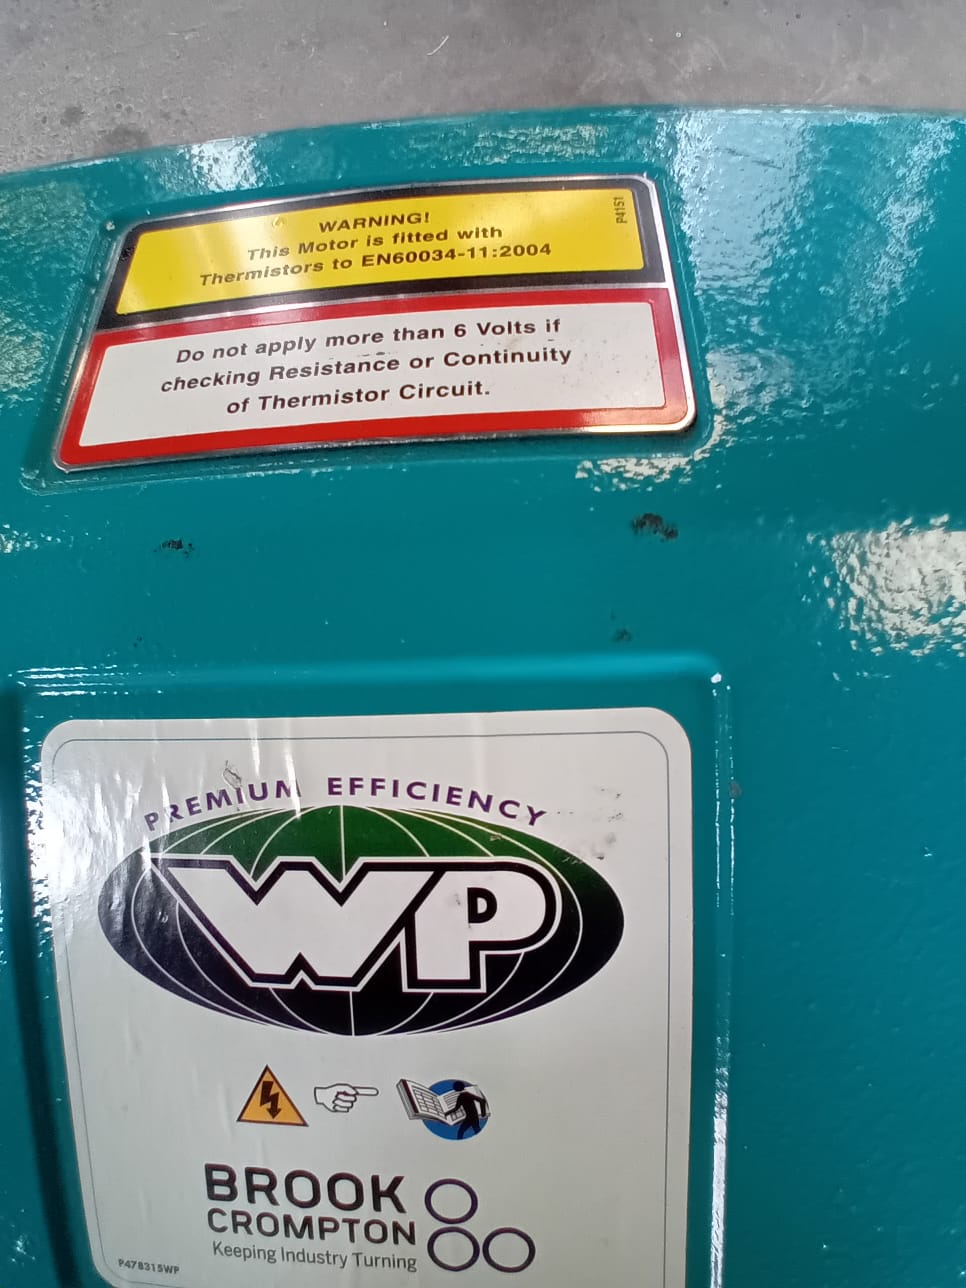 WARNING!
P4151
This Motor is fitted with
Thermistors to EN60034-11:2004
Do not apply more than 6 Volts if
checking Resistance or Continuity
of Thermistor Circuit.
PREMIUM EFFICIENCY
WP
D
BROOK
CROMPTON
Keeping Industry Turning
P478315WP